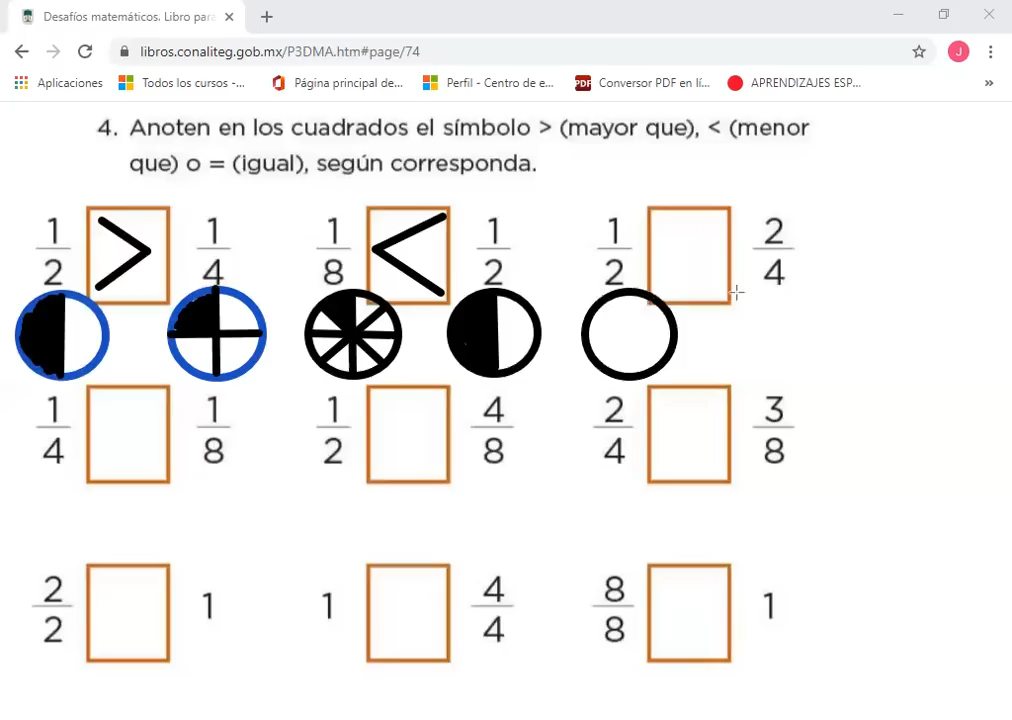 Desafíos matemáticos. Libro para
libros.conaliteg.gob.mx/P3DMA.htm#page/74
J
Aplicaciones Todos los cursos -... Página principal de... Perfil - Centro de e... PDF Conversor PDF en lí... APRENDIZAJES ESP... »
4. Anoten en los cuadrados el símbolo > (mayor que), < (menor
que) o = (igual), según corresponda.
1/2 > 1/4 1/8 < 1/2 1/2 2/4
1/4 1/8 1/2 4/8 2/4 3/8
2/2 1 1 4/4 8/8 1